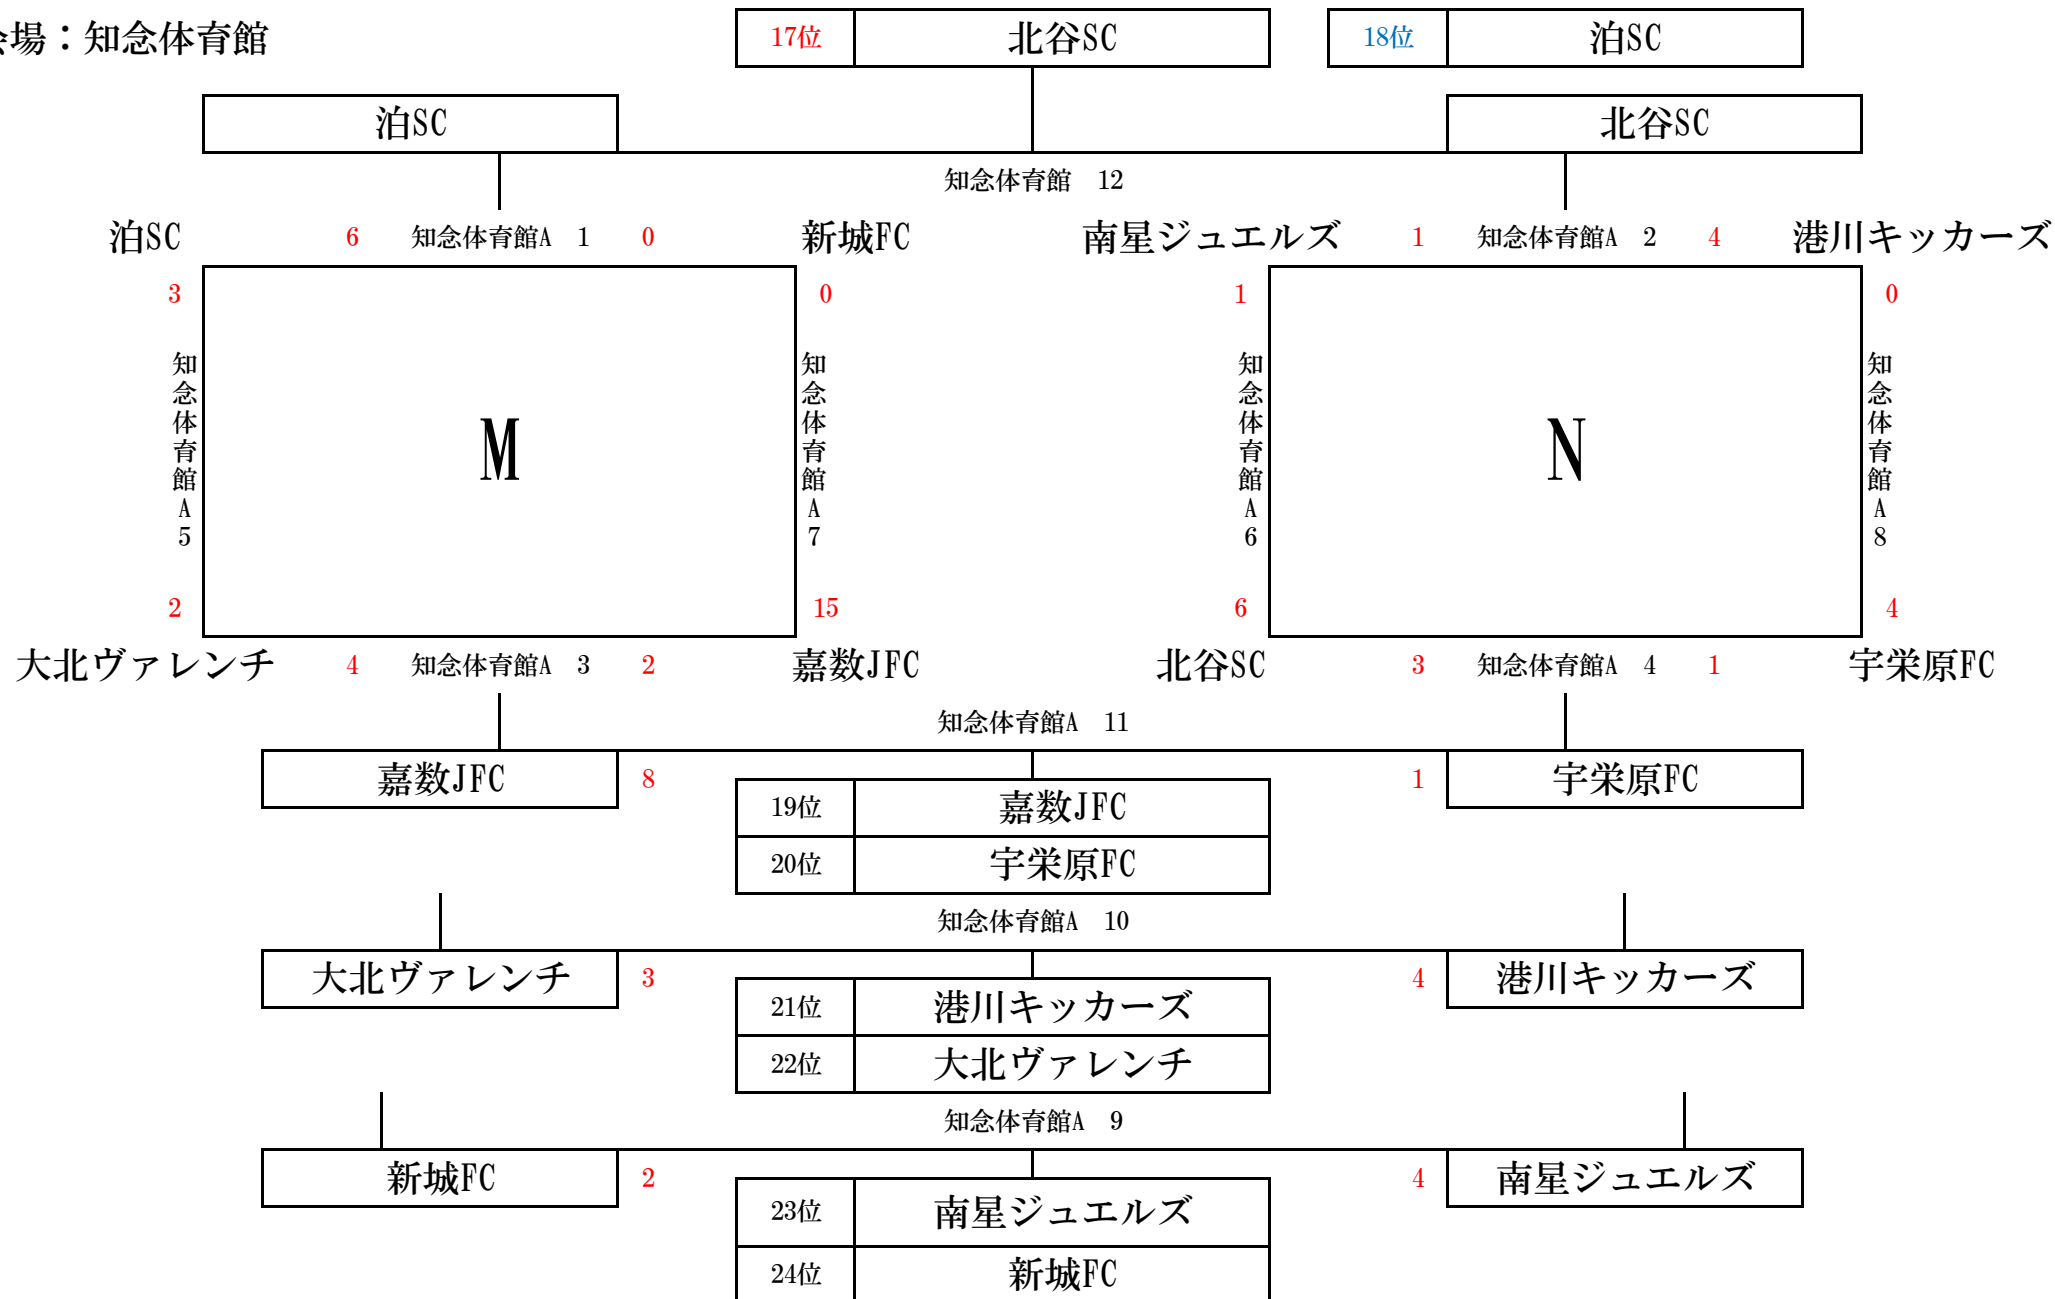 会場：知念体育館
17位 北谷SC
18位 泊SC
泊SC
北谷SC
知念体育館 12
泊SC 6 知念体育館A 1 0 新城FC
南星ジュエルズ 1 知念体育館A 2 4 港川キッカーズ
3
0
1
0
知念体育館A5
知念体育館A7
知念体育館A6
知念体育館A8
M
N
2
15
6
4
大北ヴァレンチ 4 知念体育館A 3 2 嘉数JFC
北谷SC 3 知念体育館A 4 1 宇栄原FC
知念体育館A 11
嘉数JFC 8
1 宇栄原FC
19位 嘉数JFC
20位 宇栄原FC
知念体育館A 10
大北ヴァレンチ 3
4 港川キッカーズ
21位 港川キッカーズ
22位 大北ヴァレンチ
知念体育館A 9
新城FC 2
4 南星ジュエルズ
23位 南星ジュエルズ
24位 新城FC